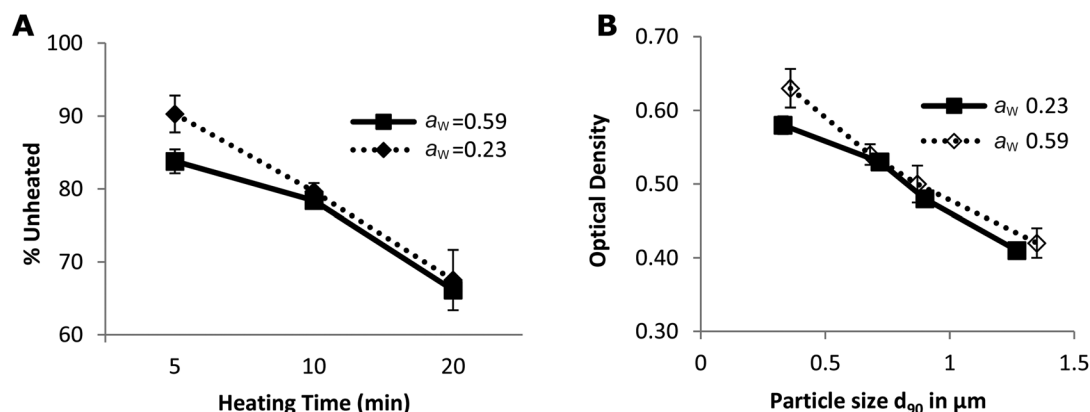 A
100
90
80
70
60
% Unheated
5
10
20
Heating Time (min)
aw=0.59
aw=0.23
B
0.70
0.60
0.50
0.40
0.30
Optical Density
0
0.5
1
1.5
Particle size d90 in μm
aw 0.23
aw 0.59